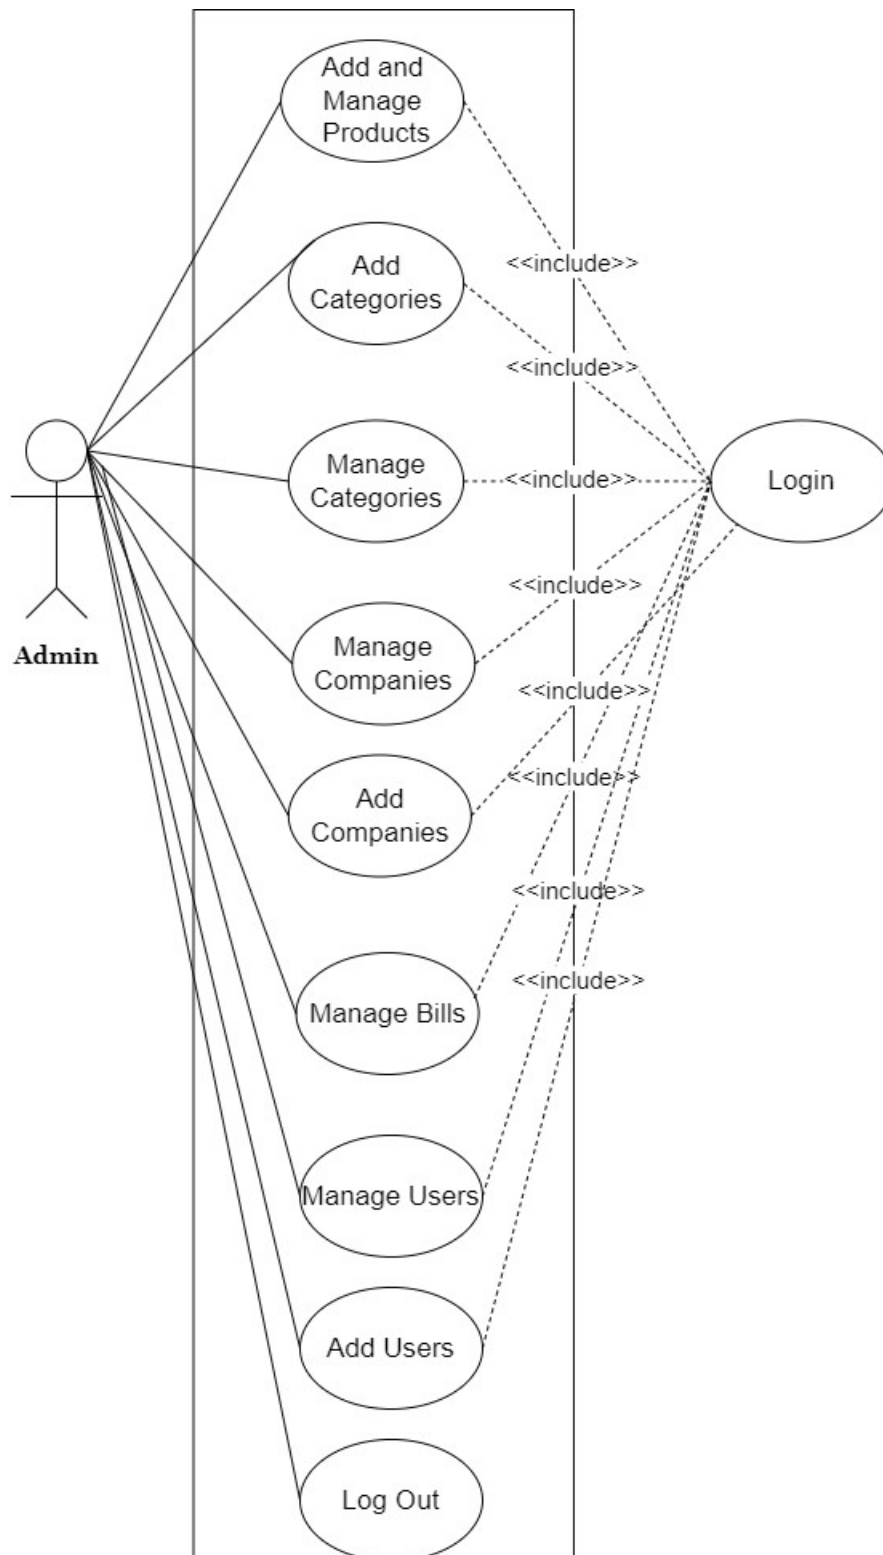 Add and
Manage
Products
<<include>>
Add
Categories
<<include>>
Manage
Categories
<<include>>
Login
<<include>>
Admin
Manage
Companies
<<include>>
<<include>>
Add
Companies
<<include>>
<<include>>
Manage Bills
Manage Users
Add Users
Log Out